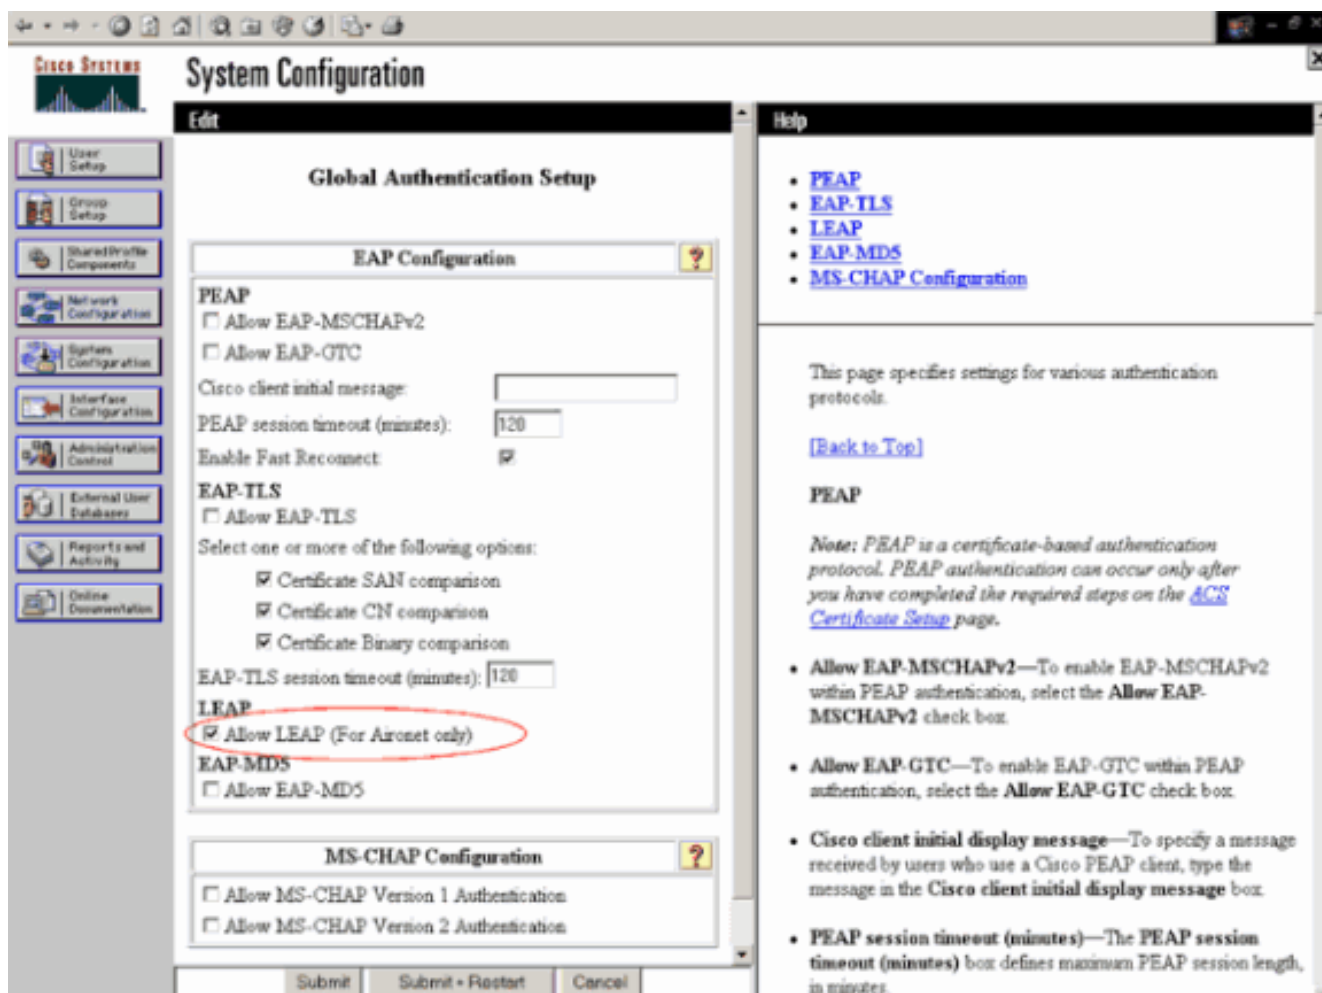 CISCO SYSTEMS
System Configuration
User
Setup
Group
Setup
Shared Profile
Components
Network
Configuration
System
Configuration
Interface
Configuration
Administration
Control
External User
Databases
Reports and
Activity
Online
Documentation
Edit
Global Authentication Setup
EAP Configuration
?
PEAP
Allow EAP-MSCHAPv2
Allow EAP-GTC
Cisco client initial message:
PEAP session timeout (minutes): 120
Enable Fast Reconnect:
EAP-TLS
Allow EAP-TLS
Select one or more of the following options:
Certificate SAN comparison
Certificate CN comparison
Certificate Binary comparison
EAP-TLS session timeout (minutes): 120
LEAP
Allow LEAP (For Aironet only)
EAP-MD5
Allow EAP-MD5
MS-CHAP Configuration
?
Allow MS-CHAP Version 1 Authentication
Allow MS-CHAP Version 2 Authentication
Submit Submit + Restart Cancel
Help
PEAP
EAP-TLS
LEAP
EAP-MD5
MS-CHAP Configuration
This page specifies settings for various authentication
protocols.
[Back to Top]
PEAP
Note: PEAP is a certificate-based authentication
protocol. PEAP authentication can occur only after
you have completed the required steps on the ACS
Certificate Setup page.
Allow EAP-MSCHAPv2—To enable EAP-MSCHAPv2
within PEAP authentication, select the Allow EAP-
MSCHAPv2 check box.
Allow EAP-GTC—To enable EAP-GTC within PEAP
authentication, select the Allow EAP-GTC check box.
Cisco client initial display message—To specify a message
received by users who use a Cisco PEAP client, type the
message in the Cisco client initial display message box.
PEAP session timeout (minutes)—The PEAP session
timeout (minutes) box defines maximum PEAP session length,
in minutes.